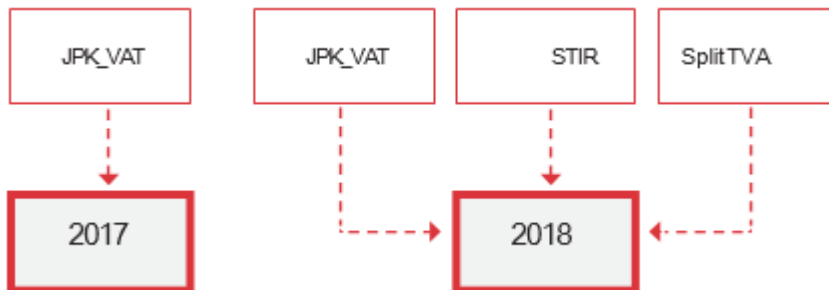 JPK_VAT
JPK_VAT
STIR
Split TVA
2017
2018